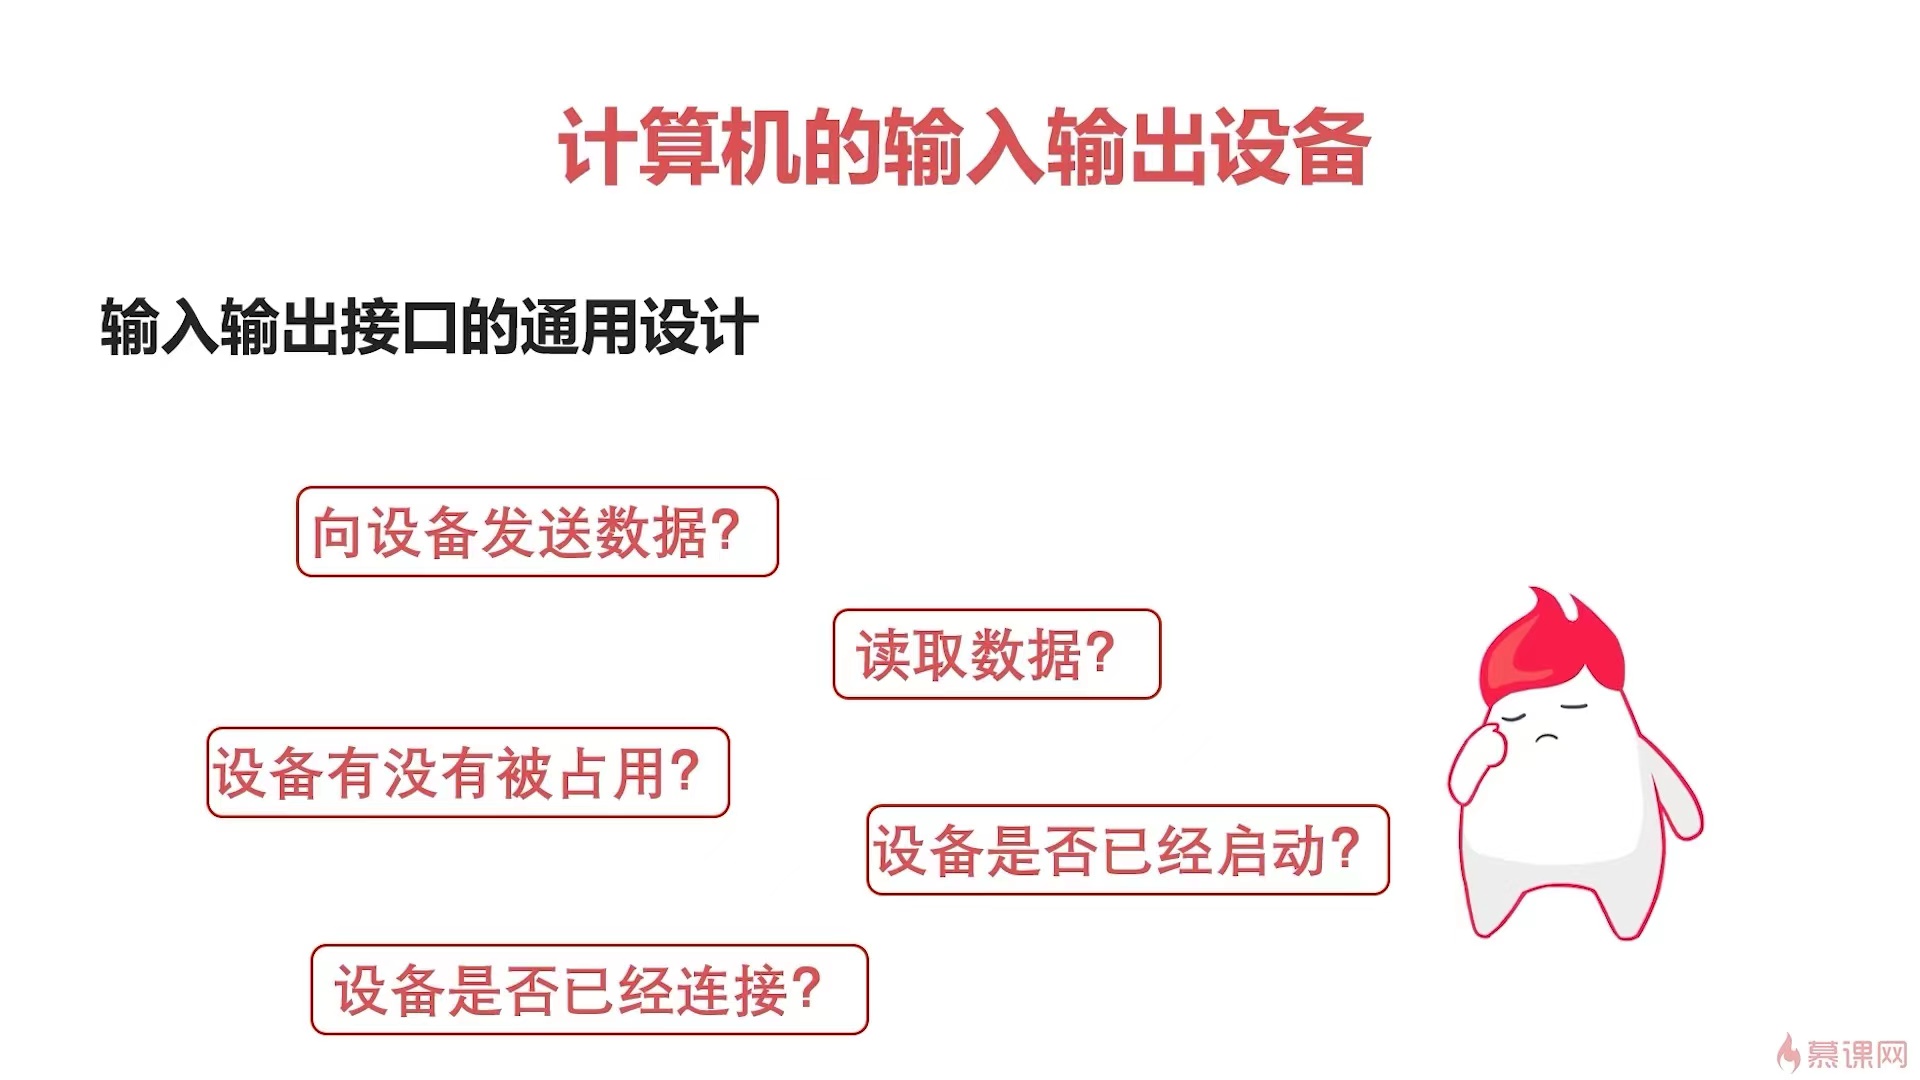 计算机的输入输出设备
输入输出接口的通用设计
向设备发送数据？
读取数据？
设备有没有被占用？
设备是否已经启动？
设备是否已经连接？
慕课网